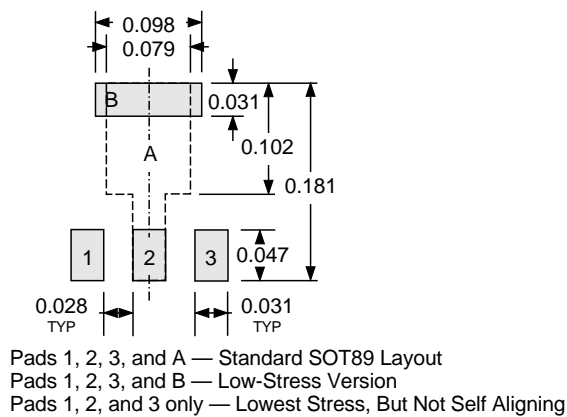 0.098
0.079
B
0.031
A
0.102
0.181
1
2
3
0.047
0.028
TYP
0.031
TYP
Pads 1, 2, 3, and A — Standard SOT89 Layout
Pads 1, 2, 3, and B — Low-Stress Version
Pads 1, 2, and 3 only — Lowest Stress, But Not Self Aligning